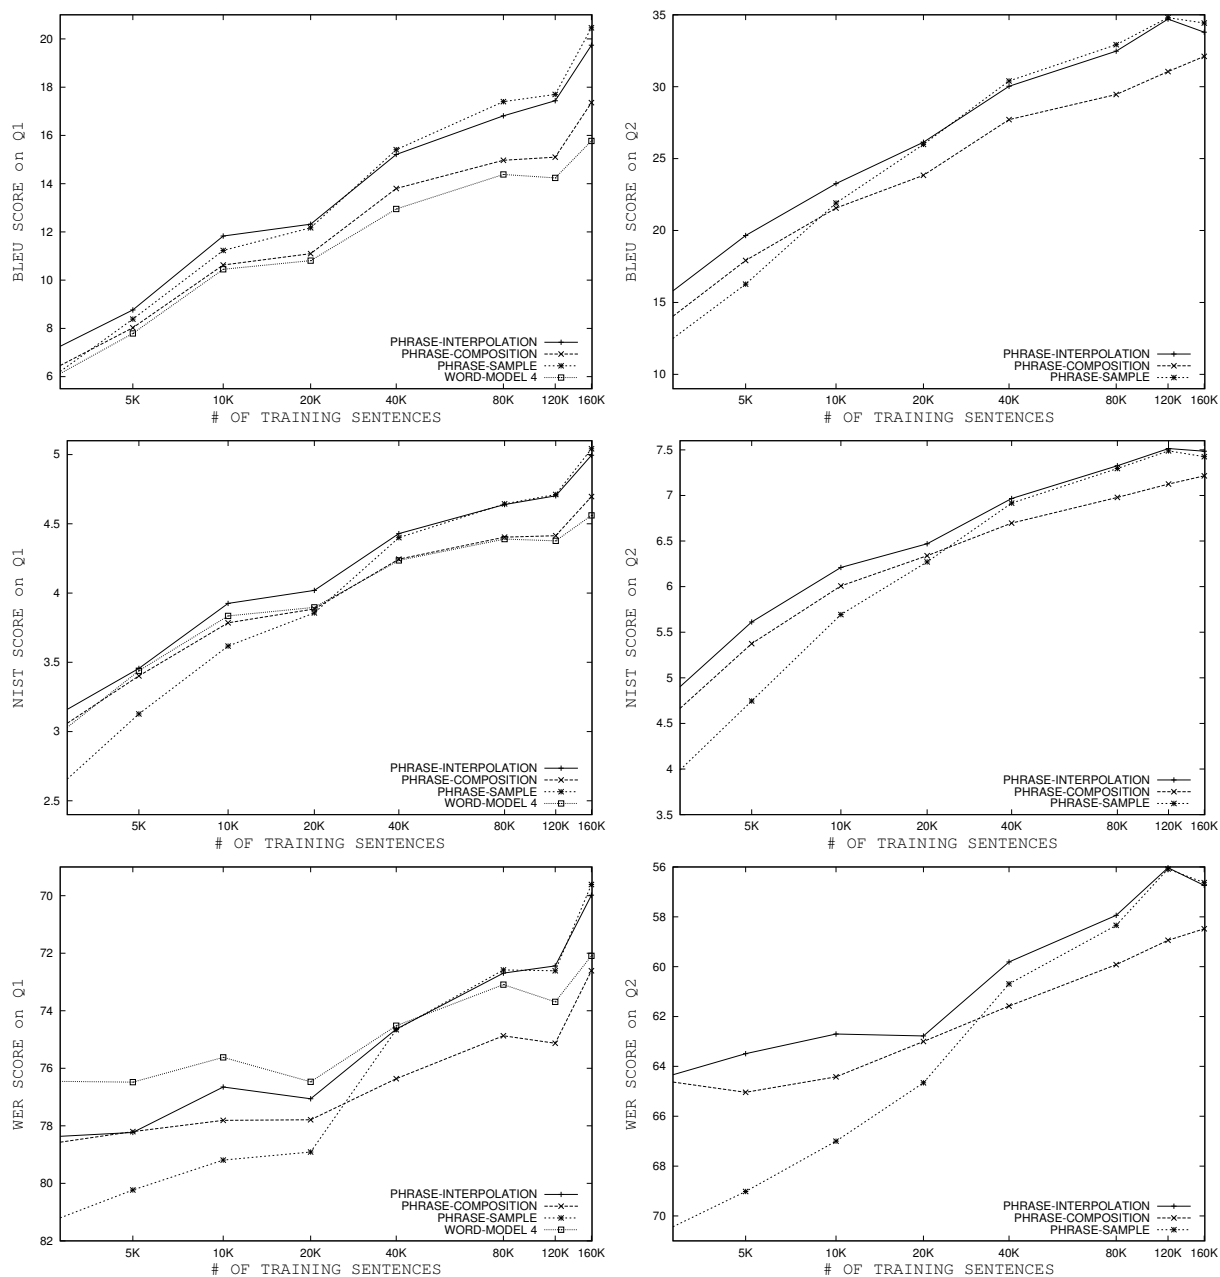 20
18
16
14
12
10
8
6
BLEU SCORE on Q1
PHRASE-INTERPOLATION
PHRASE-COMPOSITION
PHRASE-SAMPLE
WORD-MODEL 4
5K 10K 20K 40K 80K 120K 160K
# OF TRAINING SENTENCES
35
30
25
20
15
10
BLEU SCORE on Q2
PHRASE-INTERPOLATION
PHRASE-COMPOSITION
PHRASE-SAMPLE
5K 10K 20K 40K 80K 120K 160K
# OF TRAINING SENTENCES
5
4.5
4
3.5
3
2.5
NIST SCORE on Q1
PHRASE-INTERPOLATION
PHRASE-COMPOSITION
PHRASE-SAMPLE
WORD-MODEL 4
5K 10K 20K 40K 80K 120K 160K
# OF TRAINING SENTENCES
7.5
7
6.5
6
5.5
5
4.5
4
3.5
NIST SCORE on Q2
PHRASE-INTERPOLATION
PHRASE-COMPOSITION
PHRASE-SAMPLE
5K 10K 20K 40K 80K 120K 160K
# OF TRAINING SENTENCES
70
72
74
76
78
80
82
WER SCORE on Q1
PHRASE-INTERPOLATION
PHRASE-COMPOSITION
PHRASE-SAMPLE
WORD-MODEL 4
5K 10K 20K 40K 80K 120K 160K
# OF TRAINING SENTENCES
56
58
60
62
64
66
68
70
WER SCORE on Q2
PHRASE-INTERPOLATION
PHRASE-COMPOSITION
PHRASE-SAMPLE
5K 10K 20K 40K 80K 120K 160K
# OF TRAINING SENTENCES